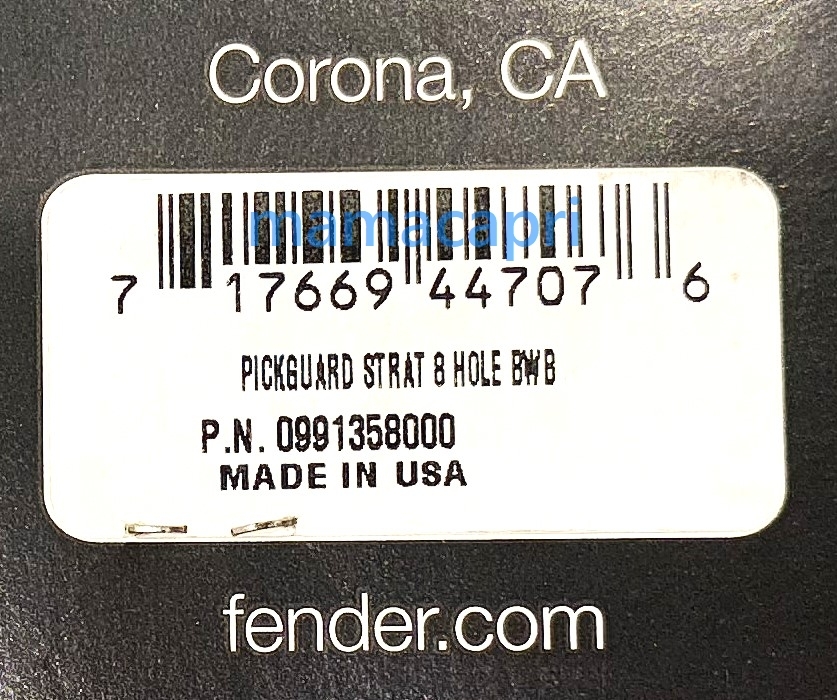 Corona, CA
mamacapri
7 17669 44707 6
PICKGUARD STRAT 8 HOLE BWB
P.N. 0991358000
MADE IN USA
fender.com